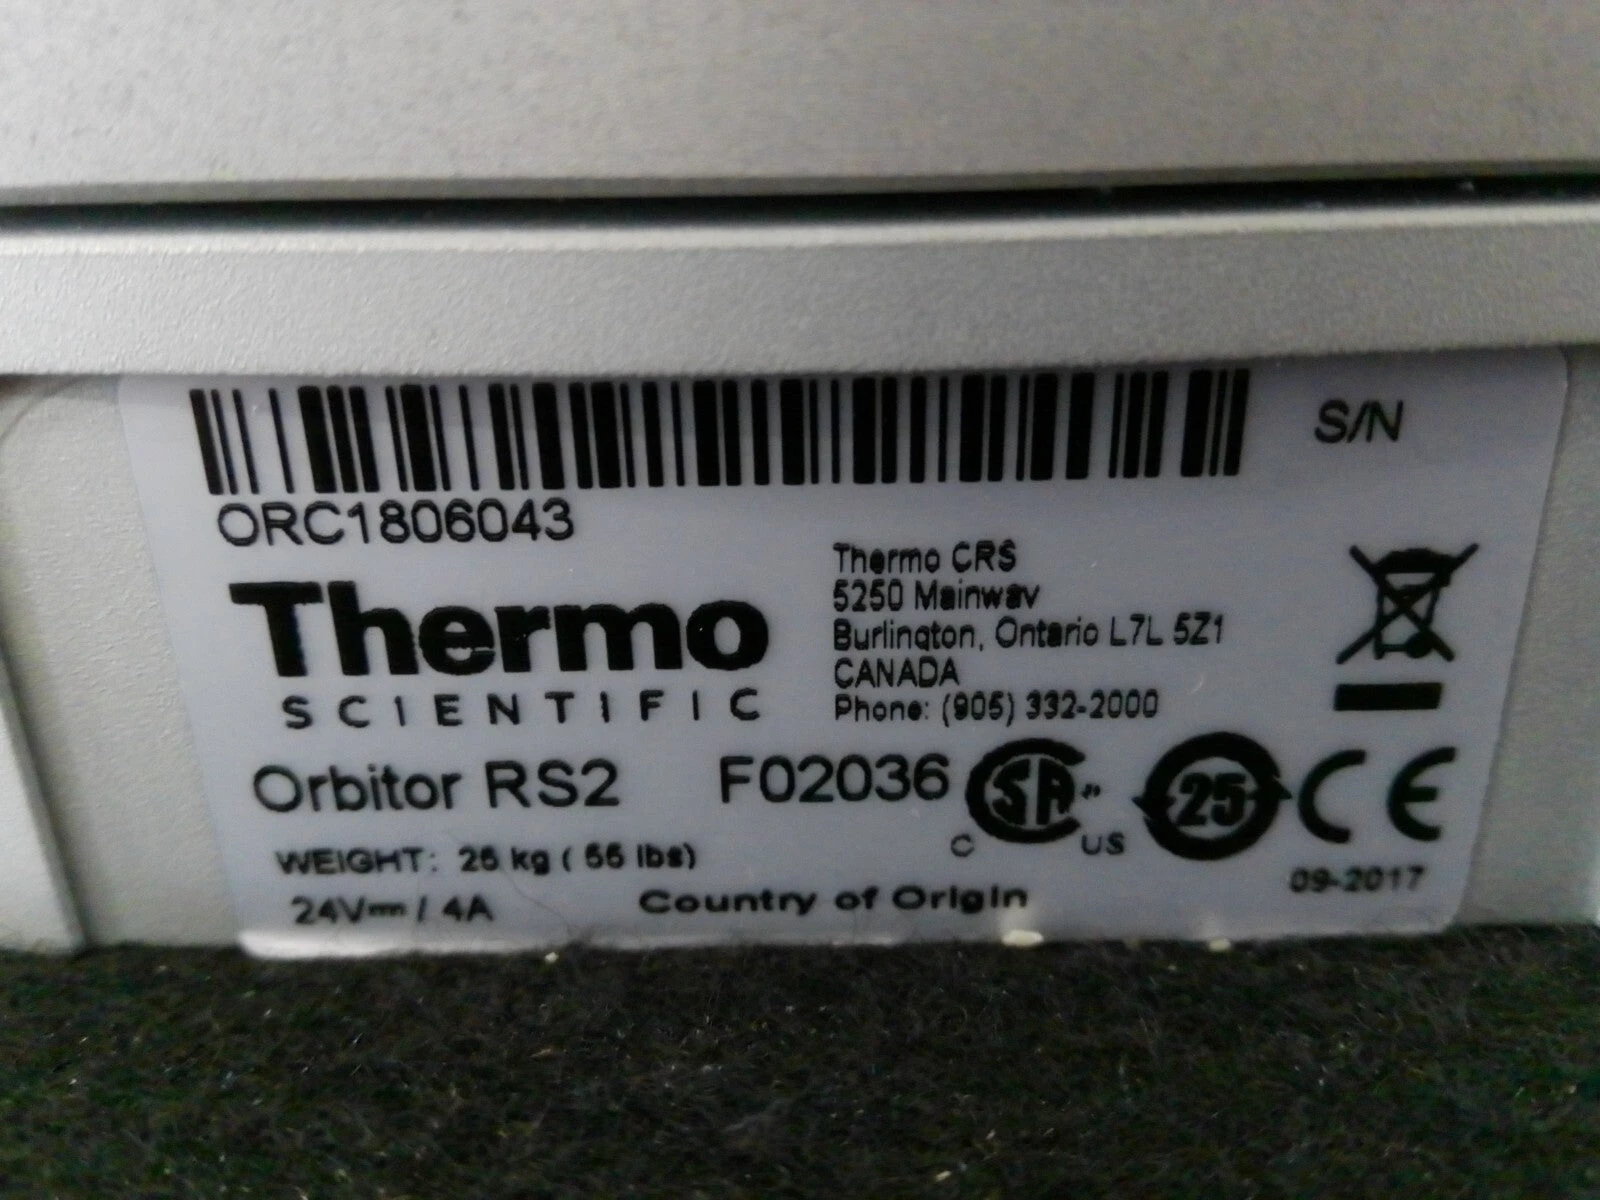 S/N
ORC1806043
Thermo
SCIENTIFIC
Thermo CRS
5250 Mainway
Burlington, Ontario L7L 5Z1
CANADA
Phone: (905) 332-2000
Orbitor RS2 F02036
SA
C US
25
CE
WEIGHT: 25 kg ( 55 lbs)
24V / 4A
Country of Origin
09-2017